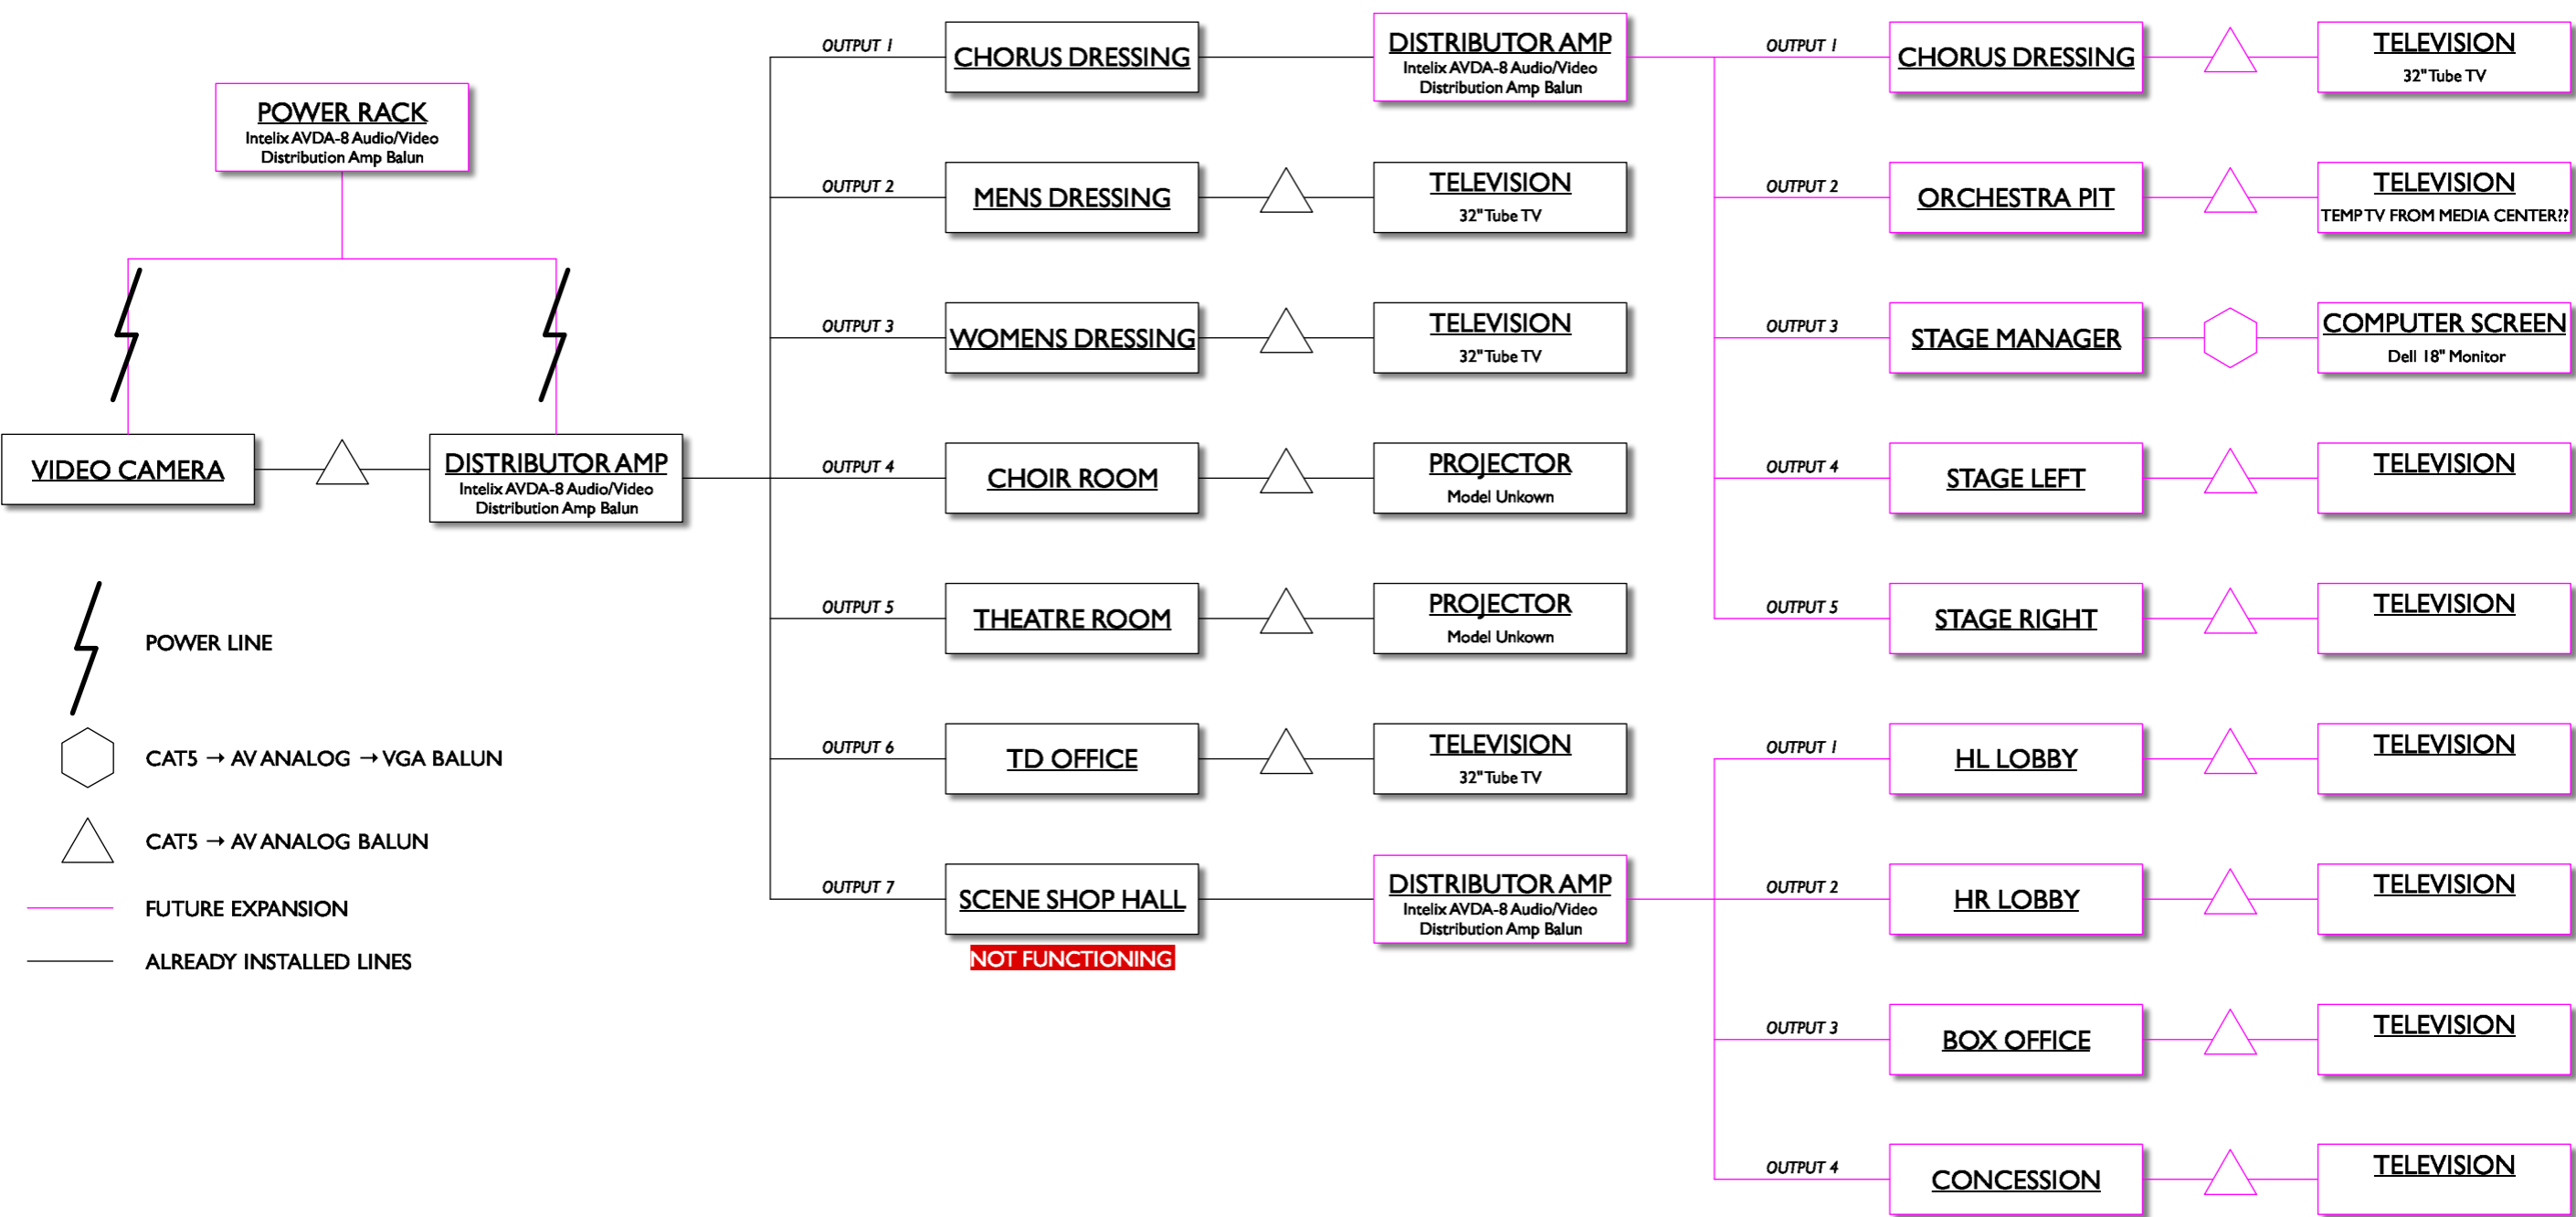 POWER RACK
Intelix AVDA-8 Audio/Video
Distribution Amp Balun
VIDEO CAMERA
DISTRIBUTOR AMP
Intelix AVDA-8 Audio/Video
Distribution Amp Balun
POWER LINE
CAT5 → AV ANALOG → VGA BALUN
CAT5 → AV ANALOG BALUN
FUTURE EXPANSION
ALREADY INSTALLED LINES
OUTPUT 1
CHORUS DRESSING
DISTRIBUTOR AMP
Intelix AVDA-8 Audio/Video
Distribution Amp Balun
OUTPUT 2
MENS DRESSING
TELEVISION
32" Tube TV
OUTPUT 3
WOMENS DRESSING
TELEVISION
32" Tube TV
OUTPUT 4
CHOIR ROOM
PROJECTOR
Model Unkown
OUTPUT 5
THEATRE ROOM
PROJECTOR
Model Unkown
OUTPUT 6
TD OFFICE
TELEVISION
32" Tube TV
OUTPUT 7
SCENE SHOP HALL
NOT FUNCTIONING
DISTRIBUTOR AMP
Intelix AVDA-8 Audio/Video
Distribution Amp Balun
OUTPUT 1
CHORUS DRESSING
TELEVISION
32" Tube TV
OUTPUT 2
ORCHESTRA PIT
TELEVISION
TEMP TV FROM MEDIA CENTER??
OUTPUT 3
STAGE MANAGER
COMPUTER SCREEN
Dell 18" Monitor
OUTPUT 4
STAGE LEFT
TELEVISION
OUTPUT 5
STAGE RIGHT
TELEVISION
OUTPUT 1
HL LOBBY
TELEVISION
OUTPUT 2
HR LOBBY
TELEVISION
OUTPUT 3
BOX OFFICE
TELEVISION
OUTPUT 4
CONCESSION
TELEVISION